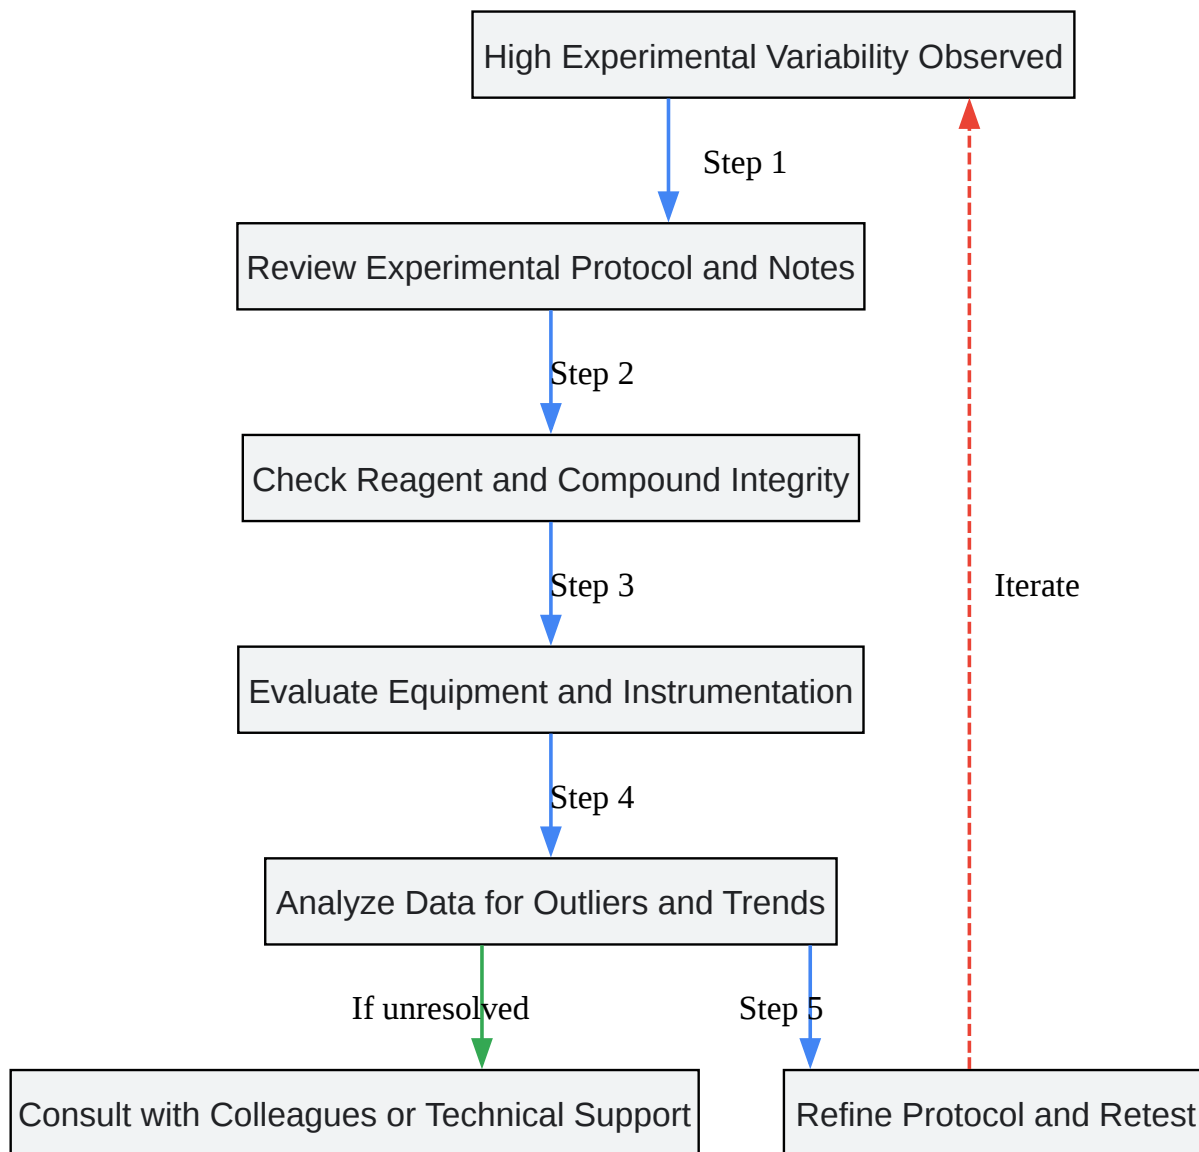 High Experimental Variability Observed
Step 1
Review Experimental Protocol and Notes
Step 2
Check Reagent and Compound Integrity
Step 3
Iterate
Evaluate Equipment and Instrumentation
Step 4
Analyze Data for Outliers and Trends
If unresolved
Step 5
Consult with Colleagues or Technical Support
Refine Protocol and Retest